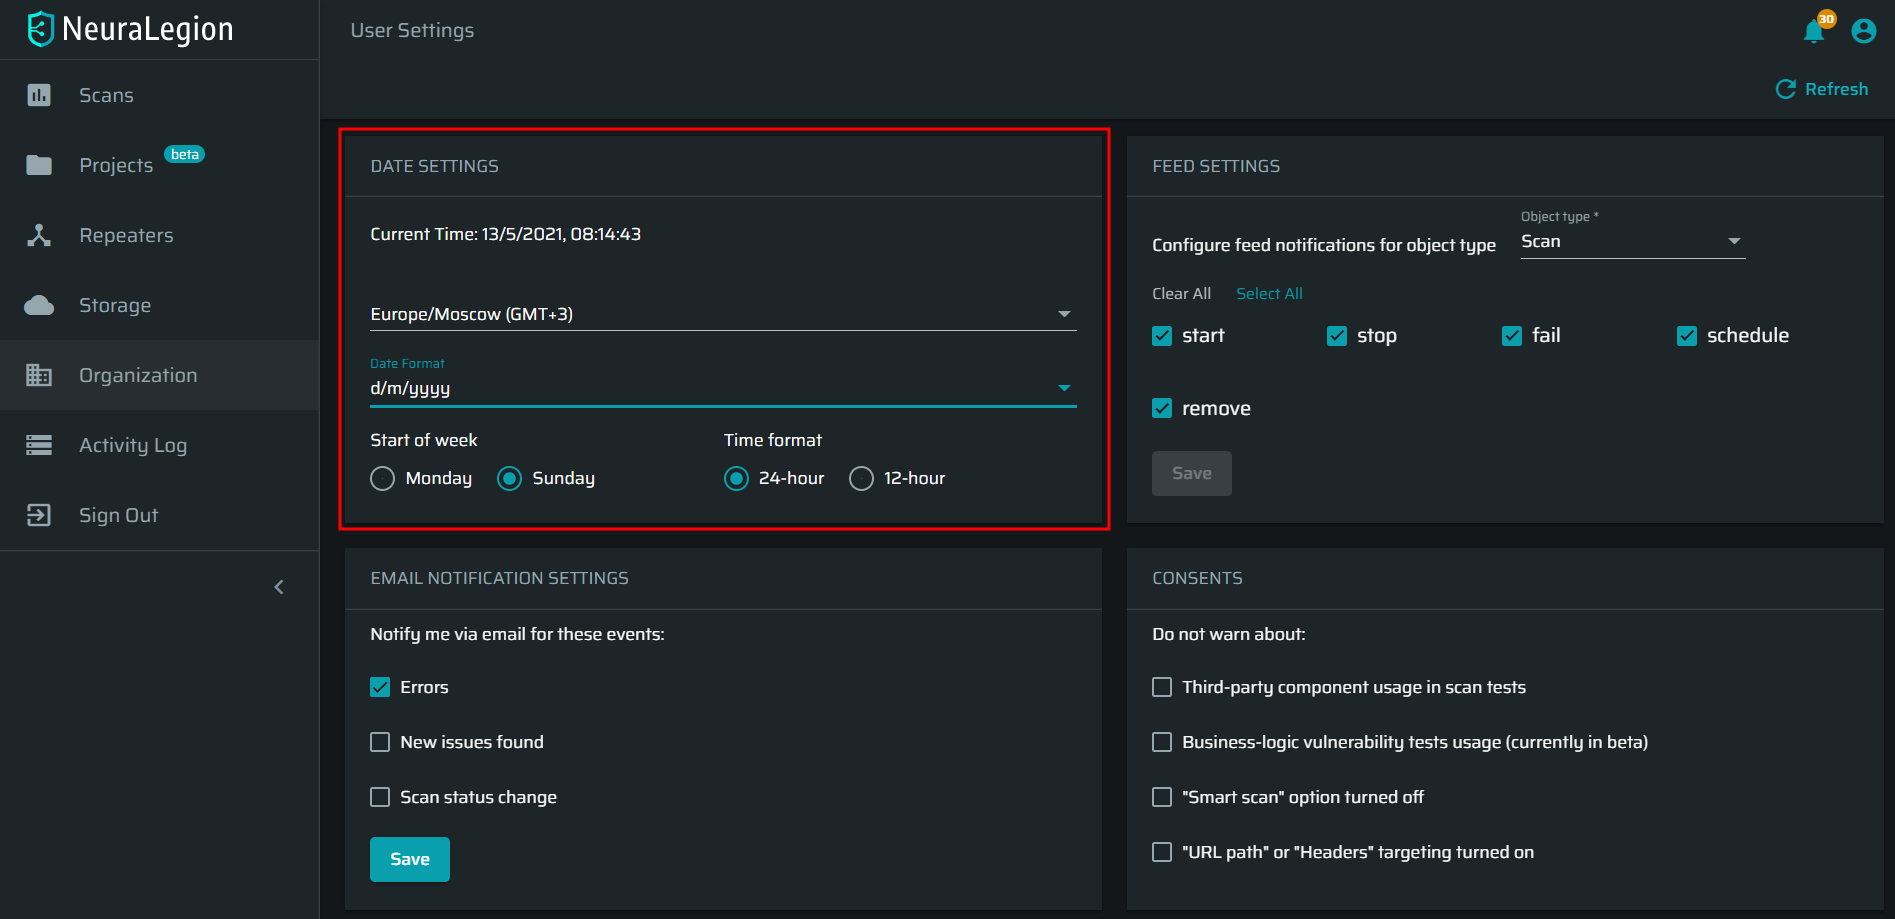 NeuraLegion
Scans
Projects beta
Repeaters
Storage
Organization
Activity Log
Sign Out
User Settings
30
Refresh
DATE SETTINGS
Current Time: 13/5/2021, 08:14:43
Europe/Moscow (GMT+3)
Date Format
d/m/yyyy
Start of week
Monday Sunday
Time format
24-hour 12-hour
FEED SETTINGS
Configure feed notifications for object type
Object type *
Scan
Clear All Select All
start stop fail schedule
remove
Save
EMAIL NOTIFICATION SETTINGS
Notify me via email for these events:
Errors
New issues found
Scan status change
Save
CONSENTS
Do not warn about:
Third-party component usage in scan tests
Business-logic vulnerability tests usage (currently in beta)
"Smart scan" option turned off
"URL path" or "Headers" targeting turned on